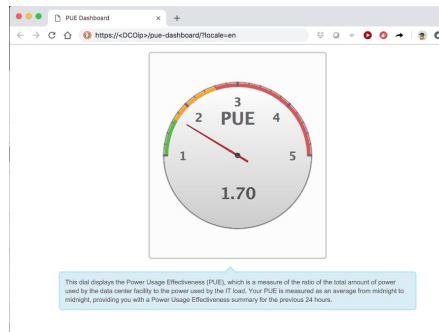 PUE Dashboard
https://<DCOip>/pue-dashboard/?locale=en
3
2 PUE 4
1 5
1.70
This dial displays the Power Usage Effectiveness (PUE), which is a measure of the ratio of the total amount of power
used by the data center facility to the power used by the IT load. Your PUE is measured as an average from midnight to
midnight, providing you with a Power Usage Effectiveness summary for the previous 24 hours.